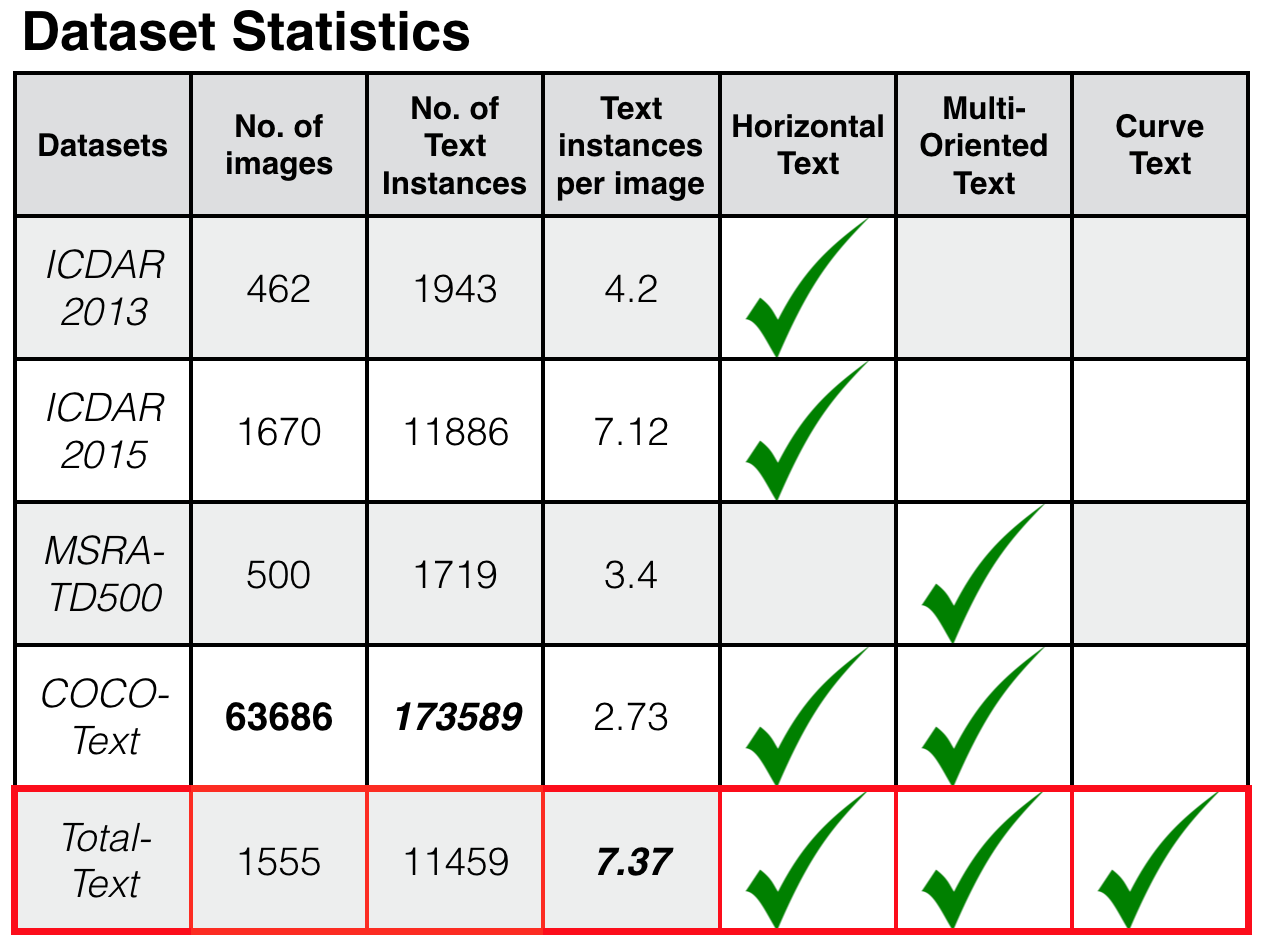 Dataset Statistics
Datasets
No. of
images
No. of
Text
Instances
Text
instances
per image
Horizontal
Text
Multi-
Oriented
Text
Curve
Text
ICDAR
2013
462
1943
4.2
ICDAR
2015
1670
11886
7.12
MSRA-
TD500
500
1719
3.4
COCO-
Text
63686
173589
2.73
Total-
Text
1555
11459
7.37